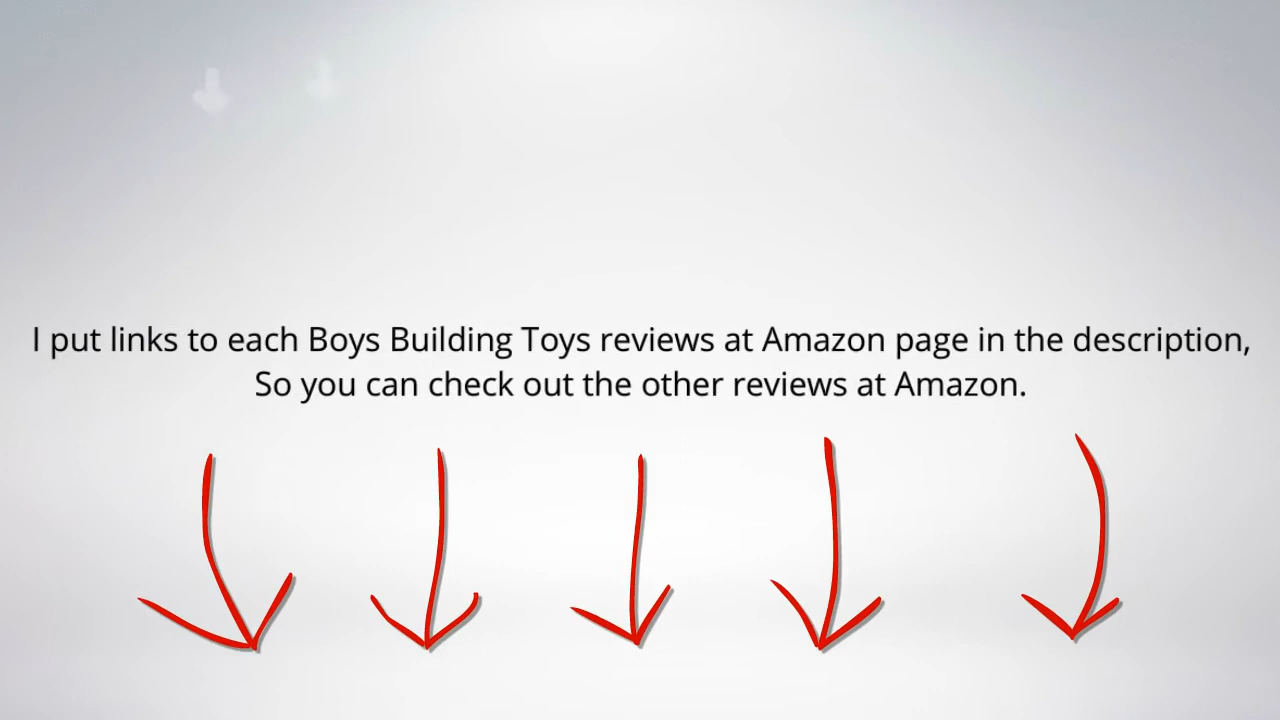 I put links to each Boys Building Toys reviews at Amazon page in the description,
So you can check out the other reviews at Amazon.